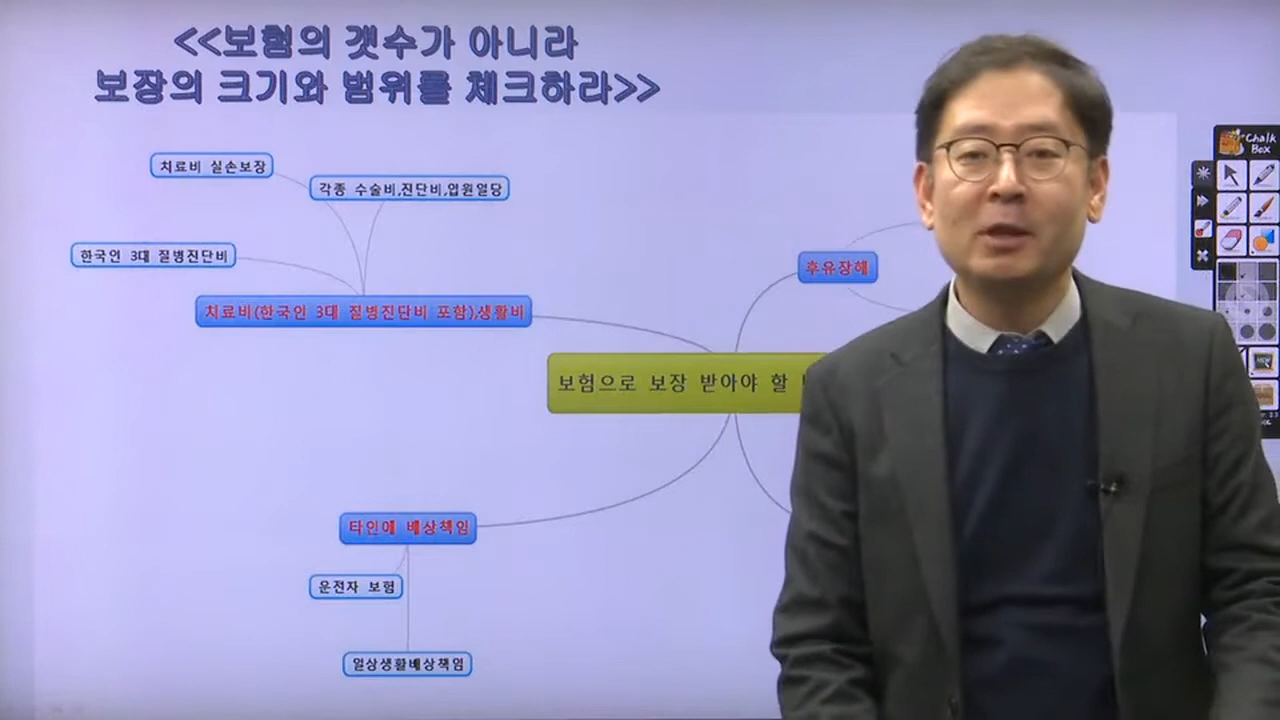 <<보험의 갯수가 아니라
보장의 크기와 범위를 체크하라>>
치료비 실손보장
각종 수술비,진단비,입원일당
한국인 3대 질병진단비
치료비(한국인 3대 질병진단비 포함),생활비
후유장해
보험으로 보장 받아야 할
타인에 배상책임
운전자 보험
일상생활배상책임
Chalk
Box